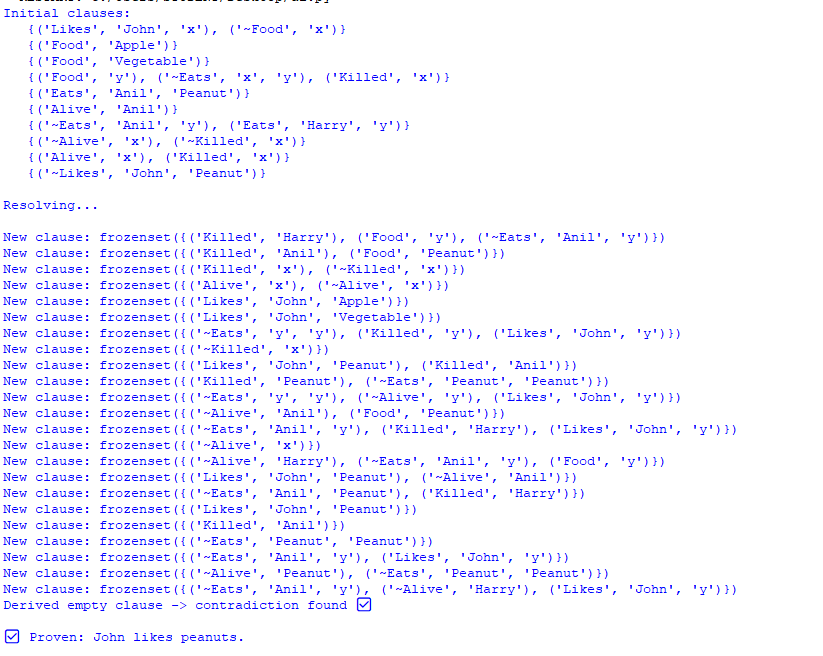 Initial clauses:
{('Likes', 'John', 'x'), ('~Food', 'x')}
{('Food', 'Apple')}
{('Food', 'Vegetable')}
{('Food', 'y'), ('~Eats', 'x', 'y'), ('Killed', 'x')}
{('Eats', 'Anil', 'Peanut')}
{('Alive', 'Anil')}
{('~Eats', 'Anil', 'y'), ('Eats', 'Harry', 'y')}
{('~Alive', 'x'), ('~Killed', 'x')}
{('Alive', 'x'), ('Killed', 'x')}
{('~Likes', 'John', 'Peanut')}
Resolving...
New clause: frozenset({('Killed', 'Harry'), ('Food', 'y'), ('~Eats', 'Anil', 'y')})
New clause: frozenset({('Killed', 'Anil'), ('Food', 'Peanut')})
New clause: frozenset({('Killed', 'x'), ('~Killed', 'x')})
New clause: frozenset({('Alive', 'x'), ('~Alive', 'x')})
New clause: frozenset({('Likes', 'John', 'Apple')})
New clause: frozenset({('Likes', 'John', 'Vegetable')})
New clause: frozenset({('~Eats', 'y', 'y'), ('Killed', 'y'), ('Likes', 'John', 'y')})
New clause: frozenset({('~Killed', 'x')})
New clause: frozenset({('Likes', 'John', 'Peanut'), ('Killed', 'Anil')})
New clause: frozenset({('Killed', 'Peanut'), ('~Eats', 'Peanut', 'Peanut')})
New clause: frozenset({('~Eats', 'y', 'y'), ('~Alive', 'y'), ('Likes', 'John', 'y')})
New clause: frozenset({('~Alive', 'Anil'), ('Food', 'Peanut')})
New clause: frozenset({('~Eats', 'Anil', 'y'), ('Killed', 'Harry'), ('Likes', 'John', 'y')})
New clause: frozenset({('~Alive', 'x')})
New clause: frozenset({('~Alive', 'Harry'), ('~Eats', 'Anil', 'y'), ('Food', 'y')})
New clause: frozenset({('Likes', 'John', 'Peanut'), ('~Alive', 'Anil')})
New clause: frozenset({('~Eats', 'Anil', 'Peanut'), ('Killed', 'Harry')})
New clause: frozenset({('Likes', 'John', 'Peanut')})
New clause: frozenset({('Killed', 'Anil')})
New clause: frozenset({('~Eats', 'Peanut', 'Peanut')})
New clause: frozenset({('~Eats', 'Anil', 'y'), ('Likes', 'John', 'y')})
New clause: frozenset({('~Alive', 'Peanut'), ('~Eats', 'Peanut', 'Peanut')})
New clause: frozenset({('~Eats', 'Anil', 'y'), ('~Alive', 'Harry'), ('Likes', 'John', 'y')})
Derived empty clause -> contradiction found ☑
☑ Proven: John likes peanuts.